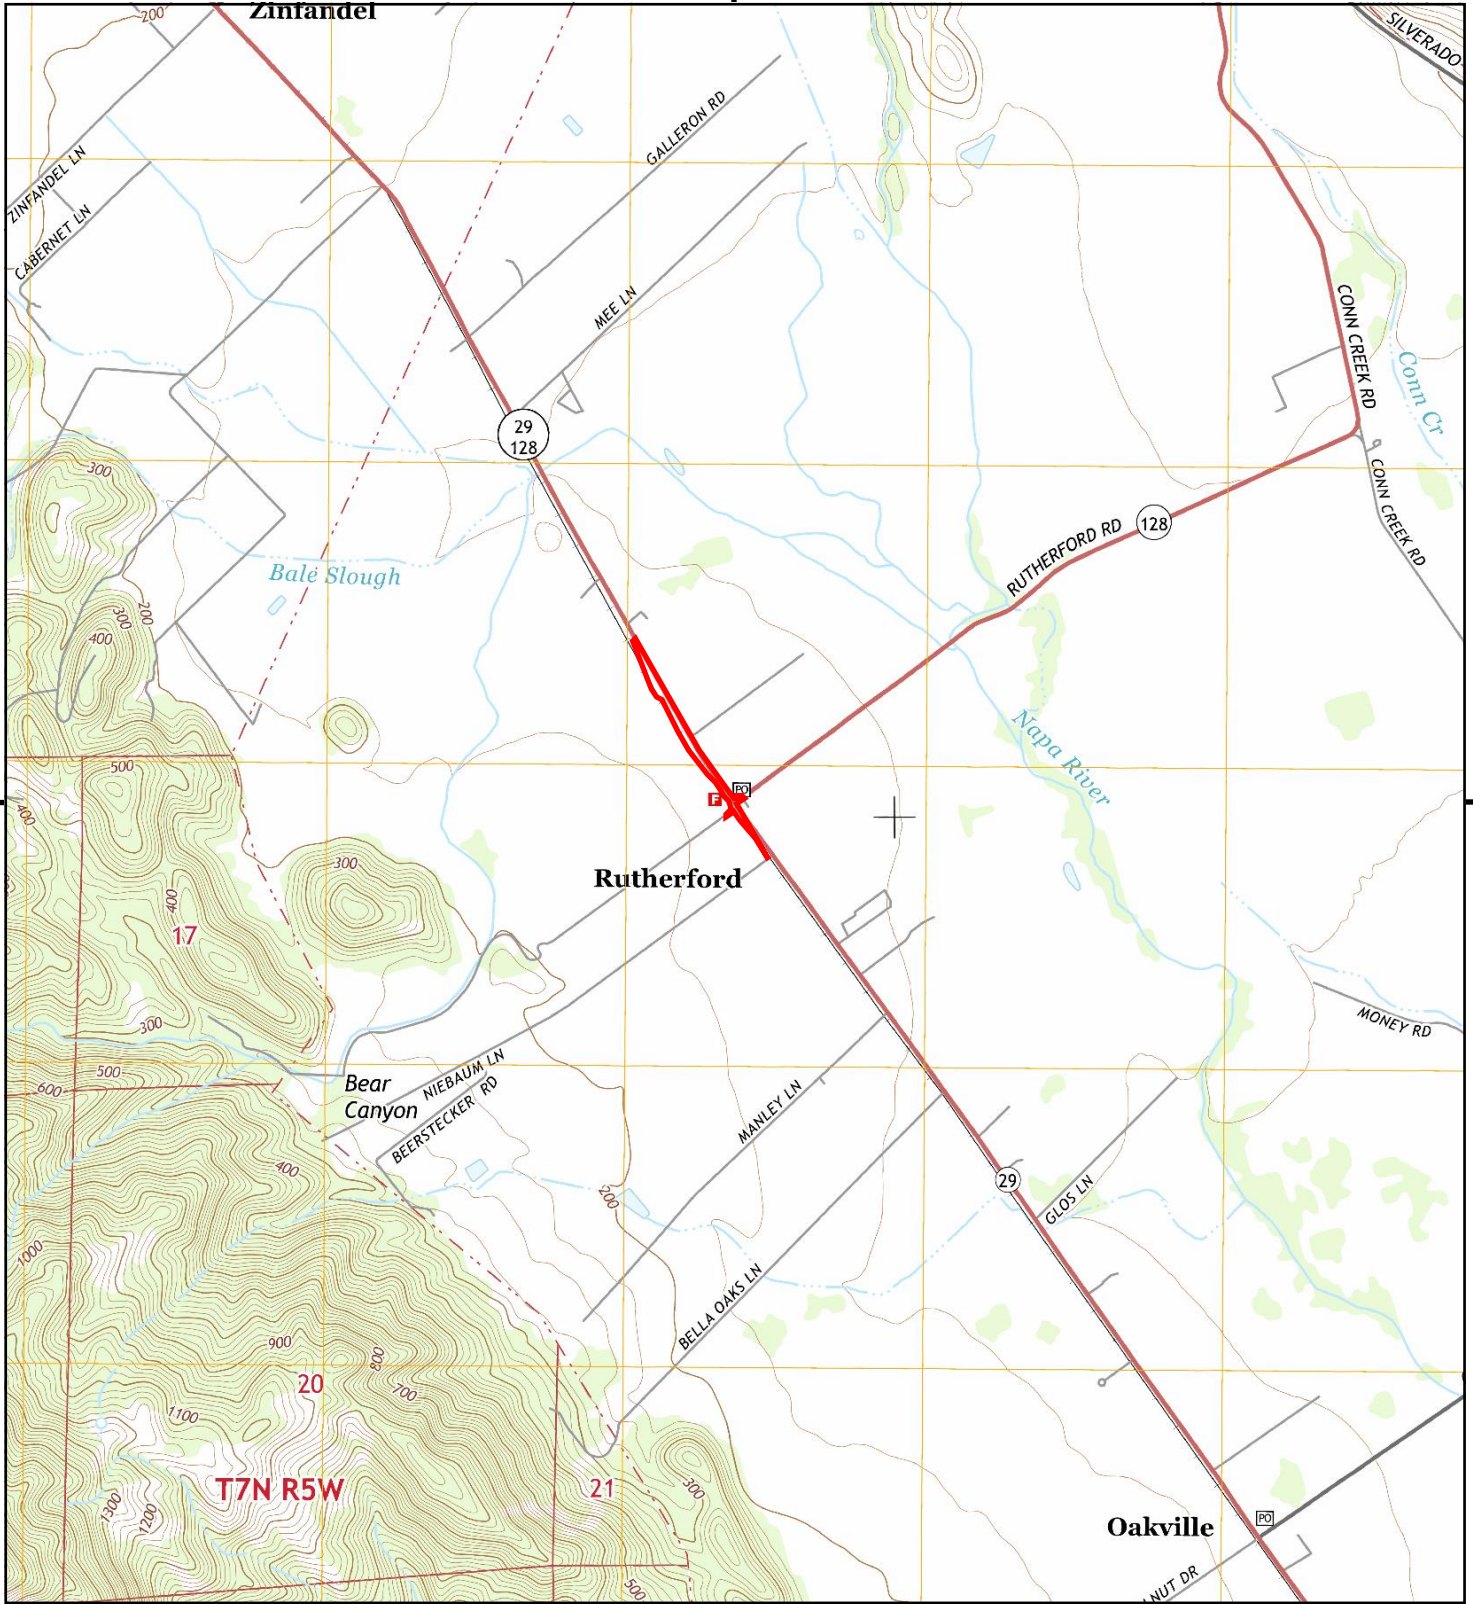 Zinfandel
200
SILVERADO
GALLERON RD
ZINFANDEL LN
CABERNET LN
MEE LN
CONN CREEK RD
Conn Cr
29
128
300
CONN CREEK RD
128
RUTHERFORD RD
Bale Slough
200
300
400
Napa River
500
PO
F
400
300
Rutherford
400
17
300
MONEY RD
500
600
Bear
Canyon
NIEBAUM LN
BEERSTECKER RD
MANLEY LN
400
200
29
GLOS LN
1000
BELLA OAKS LN
900
800
20
700
1100
T7N R5W
21
300
1300
1200
PO
Oakville
NUT DR
500